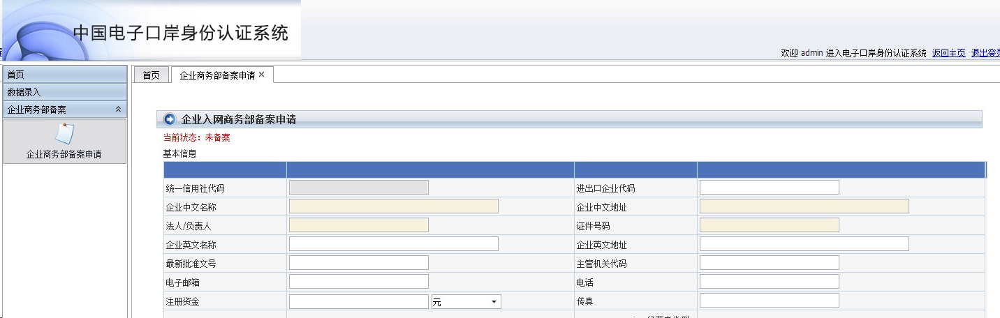 中国电子口岸身份认证系统
欢迎 admin 进入电子口岸身份认证系统 返回主页 退出登录
首页
数据录入
企业商务部备案
企业商务部备案申请
首页 企业商务部备案申请
企业入网商务部备案申请
当前状态：未备案
基本信息
统一信用社代码 进出口企业代码
企业中文名称 企业中文地址
法人/负责人 证件号码
企业英文名称 企业英文地址
最新批准文号 主管机关代码
电子邮箱 电话
注册资金 元 传真